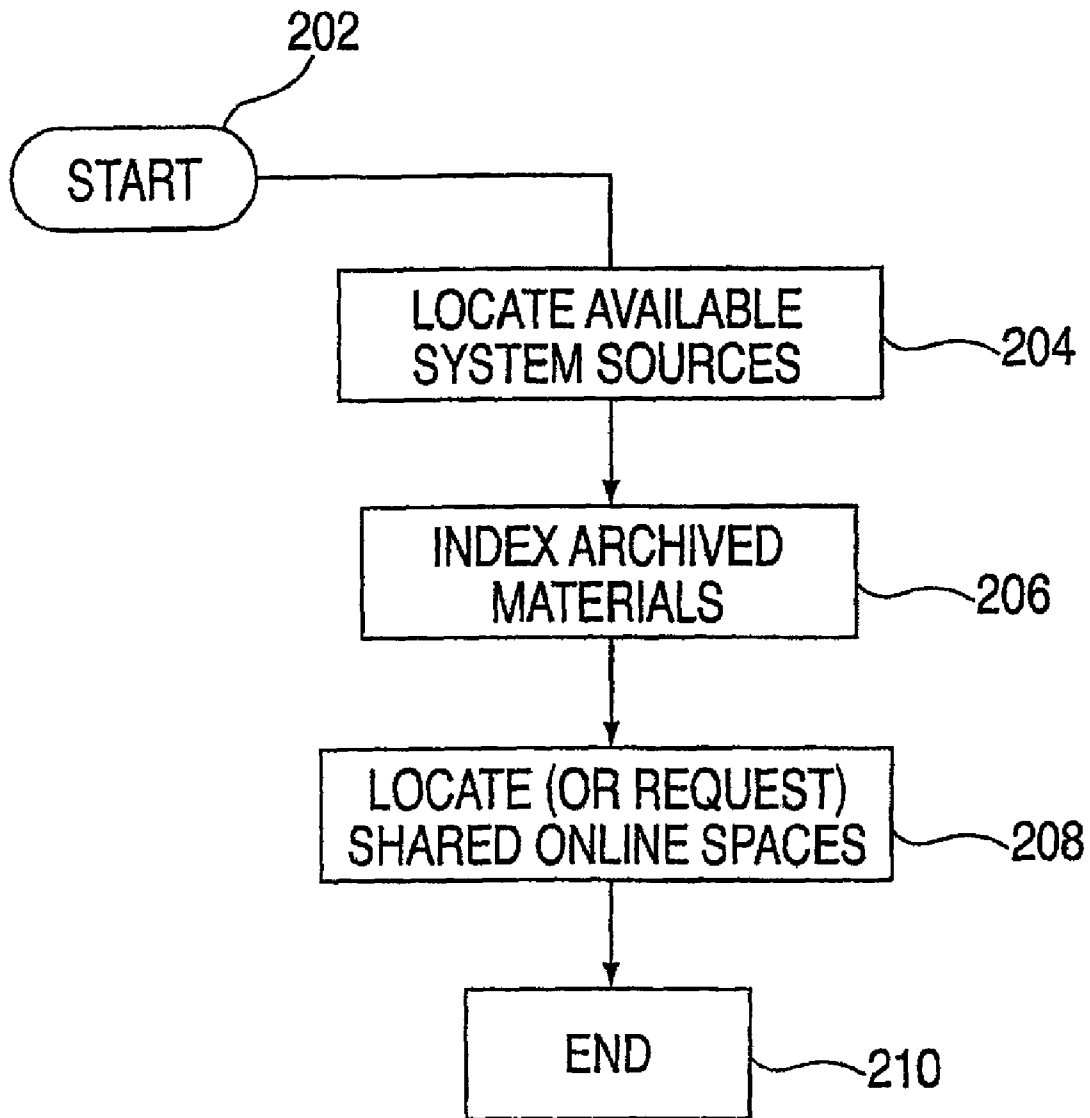 202
START
LOCATE AVAILABLE
SYSTEM SOURCES
204
INDEX ARCHIVED
MATERIALS
206
LOCATE (OR REQUEST)
SHARED ONLINE SPACES
208
END
210